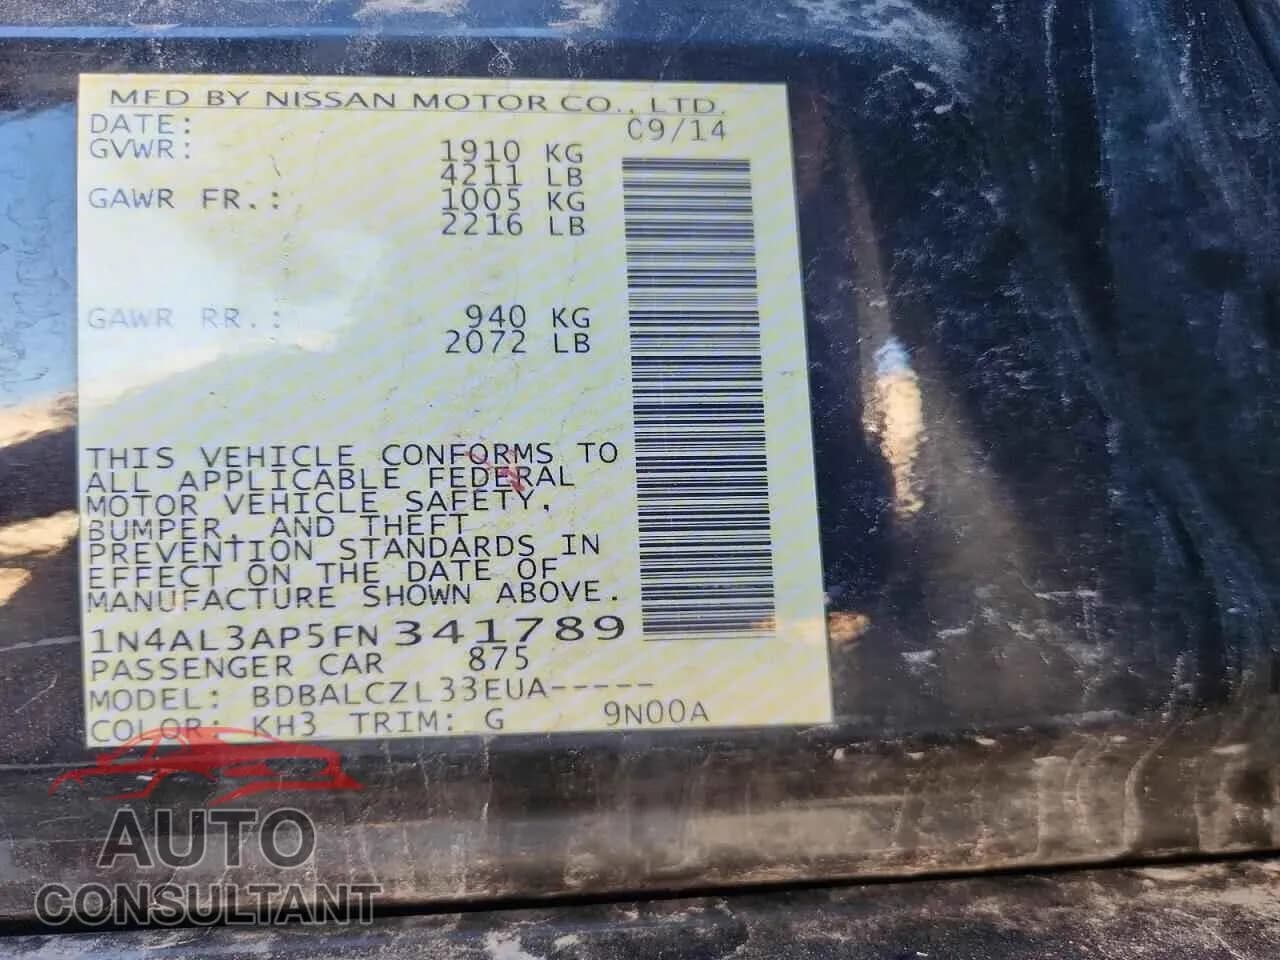 MFD BY NISSAN MOTOR CO., LTD.
DATE: C9/14
GVWR: 1910 KG
4211 LB
GAWR FR.: 1005 KG
2216 LB
GAWR RR.: 940 KG
2072 LB
THIS VEHICLE CONFORMS TO
ALL APPLICABLE FEDERAL
MOTOR VEHICLE SAFETY,
BUMPER, AND THEFT
PREVENTION STANDARDS IN
EFFECT ON THE DATE OF
MANUFACTURE SHOWN ABOVE.
1N4AL3AP5FN341789
PASSENGER CAR 875
MODEL: BDBALCZL33EUA-----
COLOR: KH3 TRIM: G 9N00A
AUTO
CONSULTANT